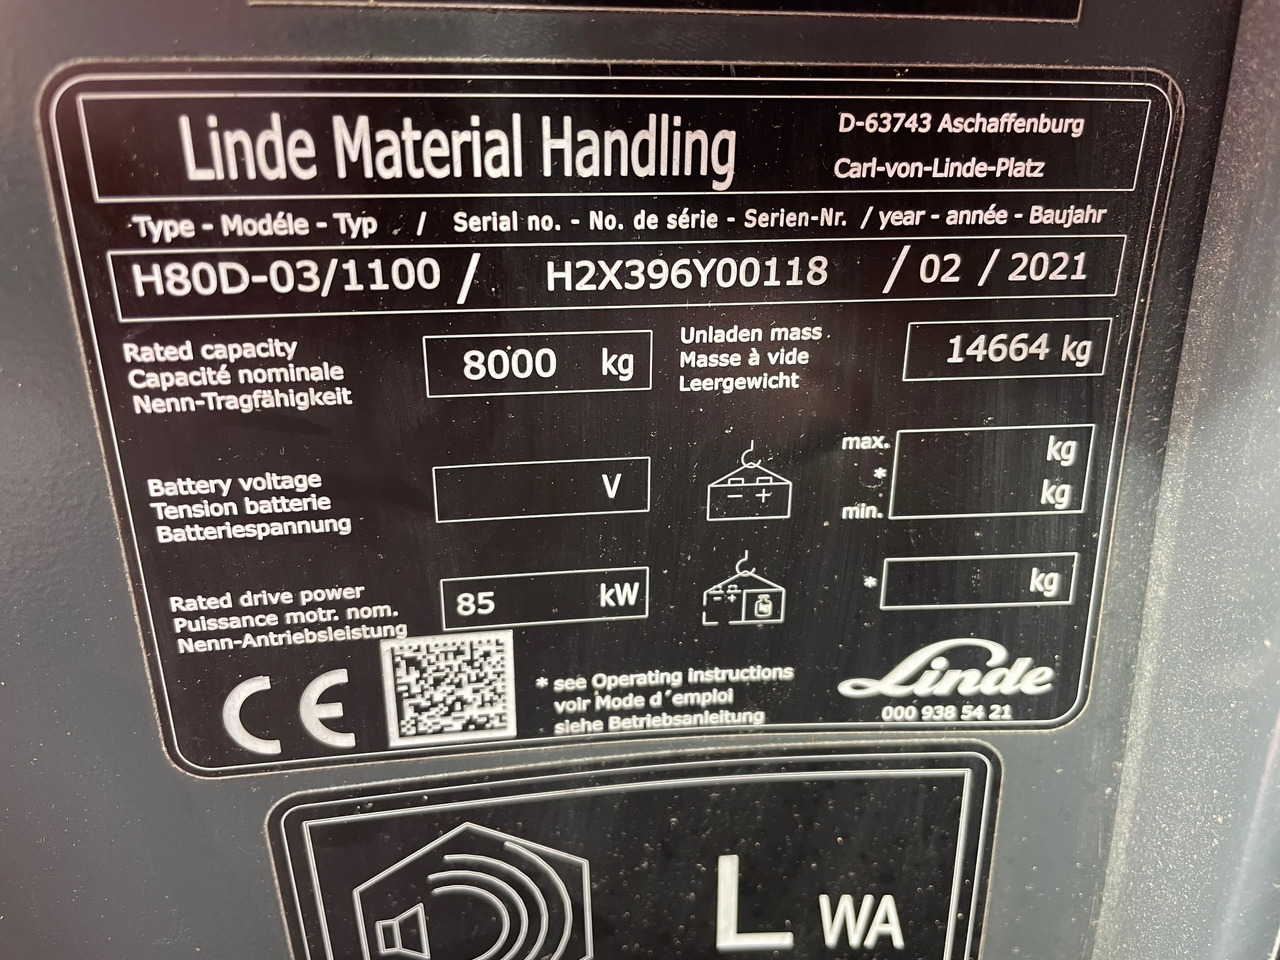 Linde Material Handling
D-63743 Aschaffenburg
Carl-von-Linde-Platz
Type - Modéle - Typ / Serial no. - No. de série - Serien-Nr. / year - année - Baujahr
H80D-03/1100 / H2X396Y00118 / 02 / 2021
Rated capacity
Capacité nominale
Nenn-Tragfähigkeit
8000 kg
Unladen mass
Masse à vide
Leergewicht
14664 kg
Battery voltage
Tension batterie
Batteriespannung
V
- +
max. kg
* kg
min.
Rated drive power
Puissance motr. nom.
Nenn-Antriebsleistung
85 kW
- + kg
* kg
CE
* see Operating instructions
voir Mode d'emploi
siehe Betriebsanleitung
Linde
000 938 54 21
L WA